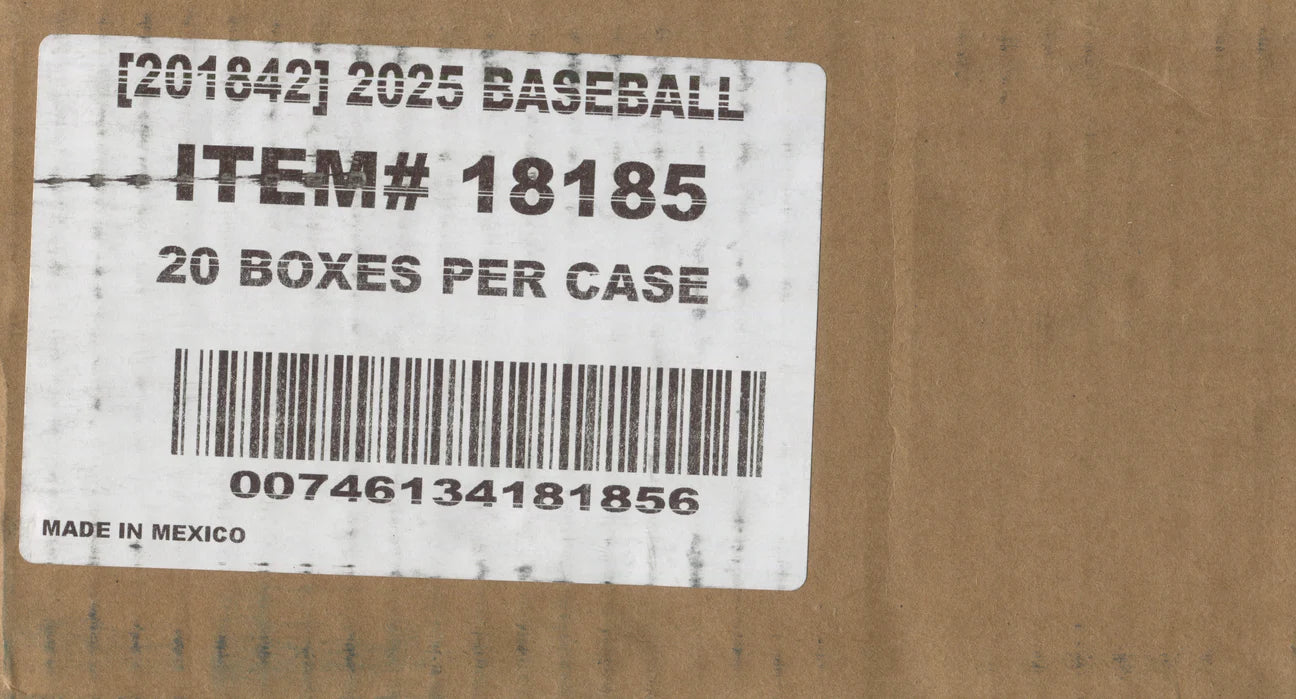 [201842] 2025 BASEBALL
ITEM# 18185
20 BOXES PER CASE
00746134181856
MADE IN MEXICO